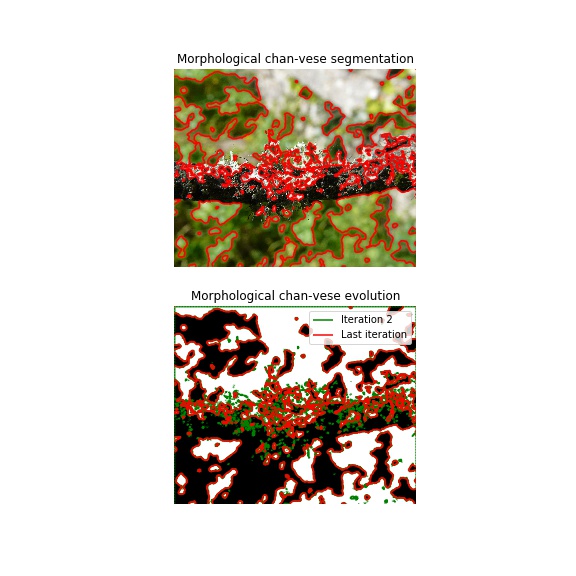 Morphological chan-vese segmentation
Morphological chan-vese evolution
Iteration 2
Last iteration